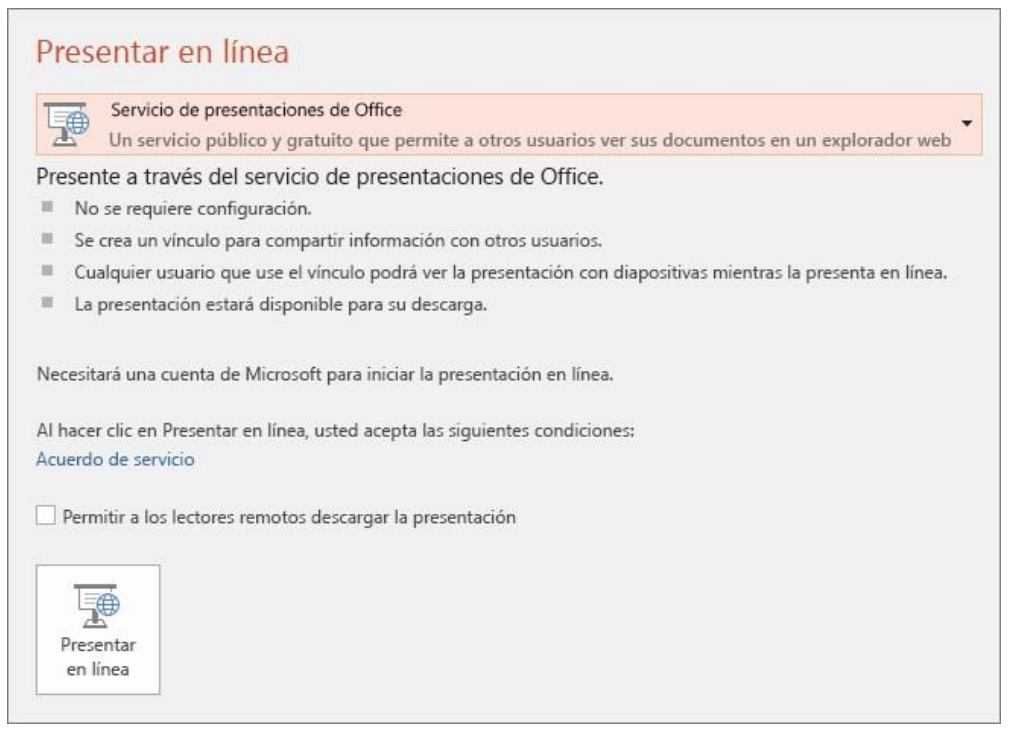 Presentar en línea
Servicio de presentaciones de Office
Un servicio público y gratuito que permite a otros usuarios ver sus documentos en un explorador web
Presente a través del servicio de presentaciones de Office.
No se requiere configuración.
Se crea un vínculo para compartir información con otros usuarios.
Cualquier usuario que use el vínculo podrá ver la presentación con diapositivas mientras la presenta en línea.
La presentación estará disponible para su descarga.
Necesitará una cuenta de Microsoft para iniciar la presentación en línea.
Al hacer clic en Presentar en línea, usted acepta las siguientes condiciones:
Acuerdo de servicio
Permitir a los lectores remotos descargar la presentación
Presentar
en línea